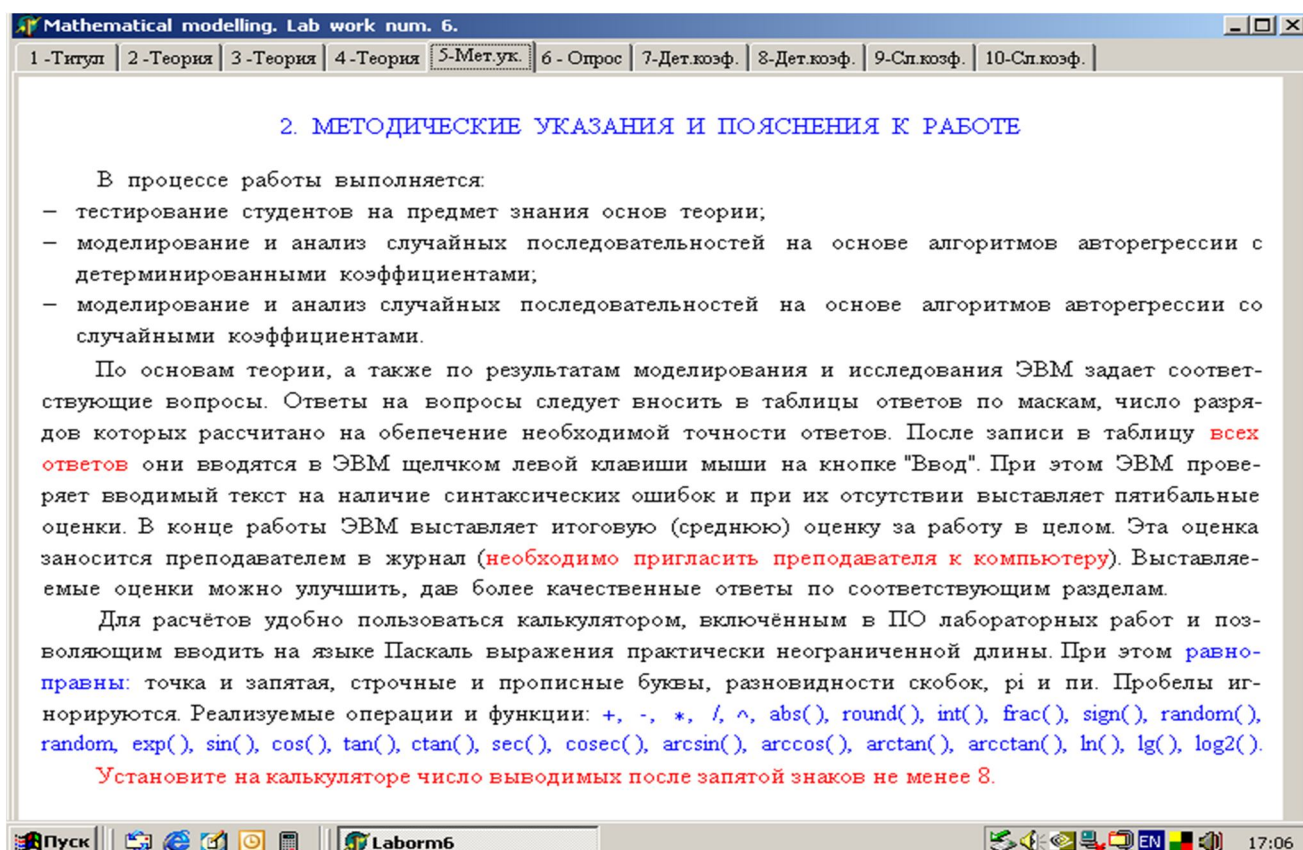 Mathematical modelling. Lab work num. 6.
1 -Титул 2 -Теория 3 -Теория 4 -Теория 5-Мет.ук. 6 - Опрос 7-Дет.коэф. 8-Дет.коэф. 9-Сл.коэф. 10-Сл.коэф.
2. МЕТОДИЧЕСКИЕ УКАЗАНИЯ И ПОЯСНЕНИЯ К РАБОТЕ
В процессе работы выполняется:
– тестирование студентов на предмет знания основ теории;
– моделирование и анализ случайных последовательностей на основе алгоритмов авторегрессии с
детерминированными коэффициентами;
– моделирование и анализ случайных последовательностей на основе алгоритмов авторегрессии со
случайными коэффициентами.
По основам теории, а также по результатам моделирования и исследования ЭВМ задает соответ-
ствующие вопросы. Ответы на вопросы следует вносить в таблицы ответов по маскам, число разря-
дов которых рассчитано на обепечение необходимой точности ответов. После записи в таблицу всех
ответов они вводятся в ЭВМ щелчком левой клавиши мыши на кнопке "Ввод". При этом ЭВМ прове-
ряет вводимый текст на наличие синтаксических ошибок и при их отсутствии выставляет пятибальные
оценки. В конце работы ЭВМ выставляет итоговую (среднюю) оценку за работу в целом. Эта оценка
заносится преподавателем в журнал (необходимо пригласить преподавателя к компьютеру). Выставляе-
емые оценки можно улучшить, дав более качественные ответы по соответствующим разделам.
Для расчётов удобно пользоваться калькулятором, включённым в ПО лабораторных работ и поз-
воляющим вводить на языке Паскаль выражения практически неограниченной длины. При этом равно-
правны: точка и запятая, строчные и прописные буквы, разновидности скобок, pi и пи. Пробелы иг-
норируются. Реализуемые операции и функции: +, -, *, /, ^, abs( ), round( ), int( ), frac( ), sign( ), random( ),
random, exp( ), sin( ), cos( ), tan( ), ctan( ), sec( ), cosec( ), arcsin( ), arccos( ), arctan( ), arcctan( ), ln( ), lg( ), log2( ).
Установите на калькуляторе число выводимых после запятой знаков не менее 8.
Пуск Laborm6 EN 17:06